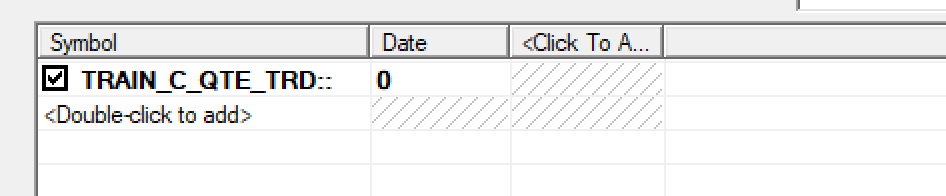 Symbol Date <Click To A...
TRAIN_C_QTE_TRD:: 0
<Double-click to add>